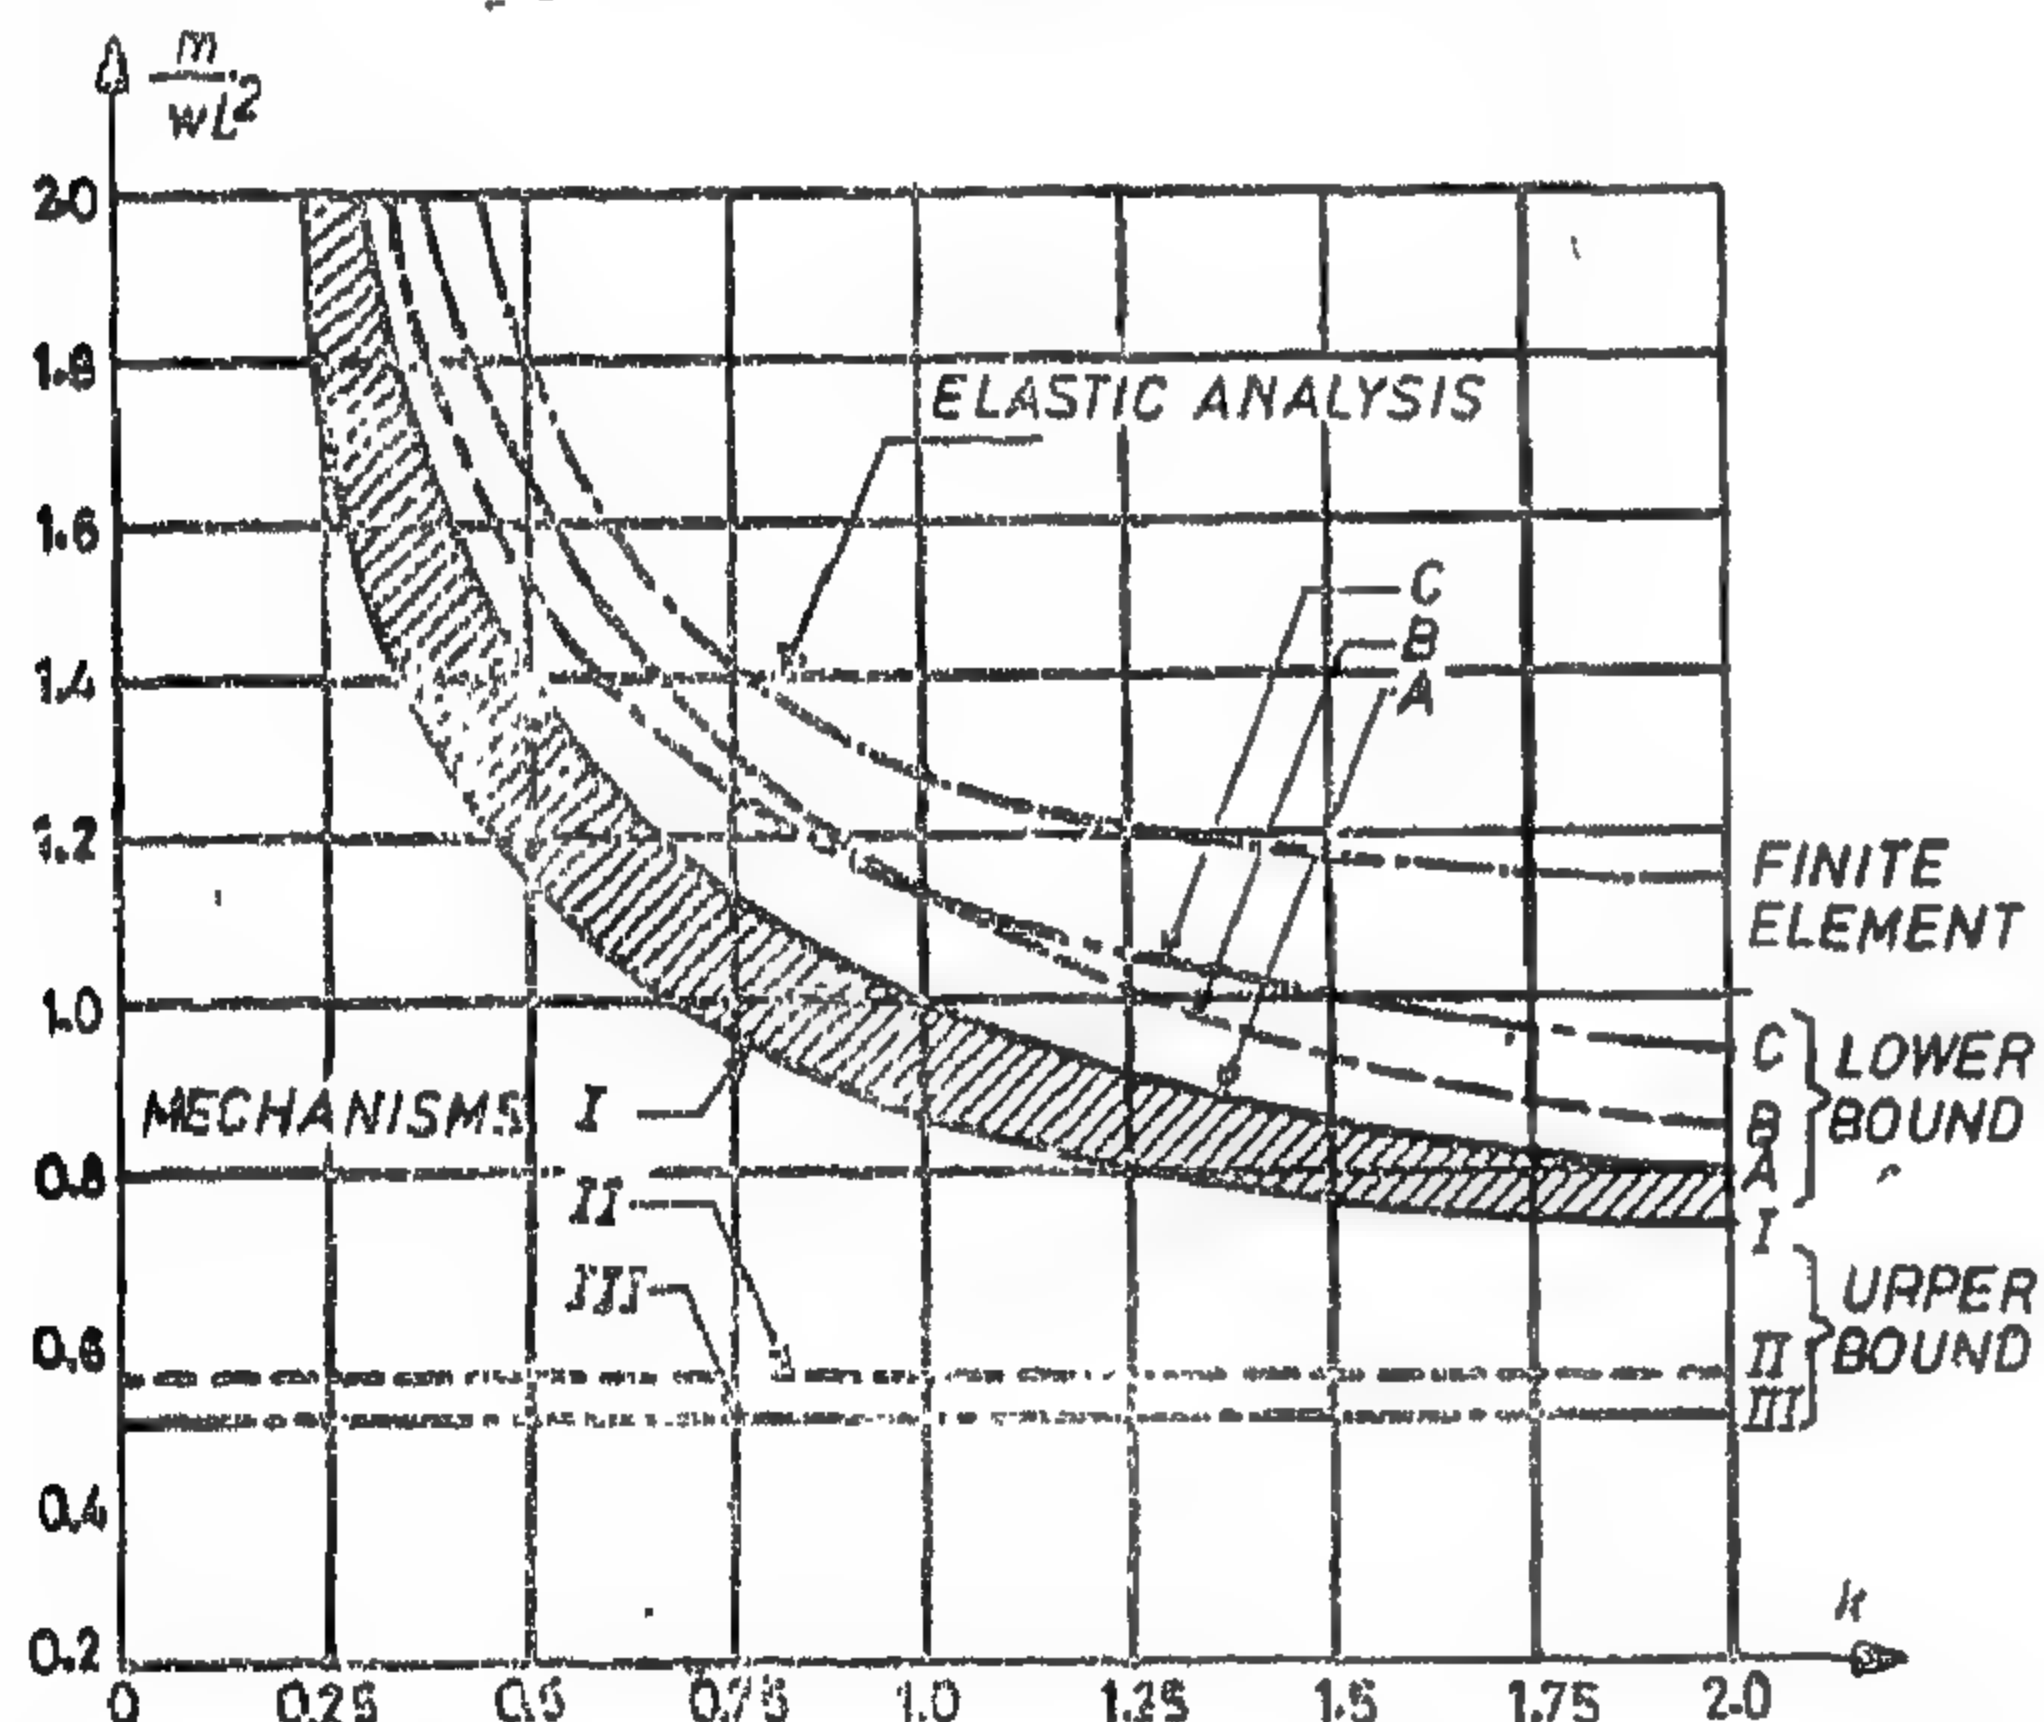 m
wL²
2.0
1.8
1.6
1.4
1.2
1.0
0.8
0.6
0.4
0.2
ELASTIC ANALYSIS
C
B
A
FINITE
ELEMENT
C
B
A
LOWER
BOUND
MECHANISMS I
II
III
I
II
III
UPPER
BOUND
k
0 0.25 0.5 0.75 1.0 1.25 1.5 1.75 2.0